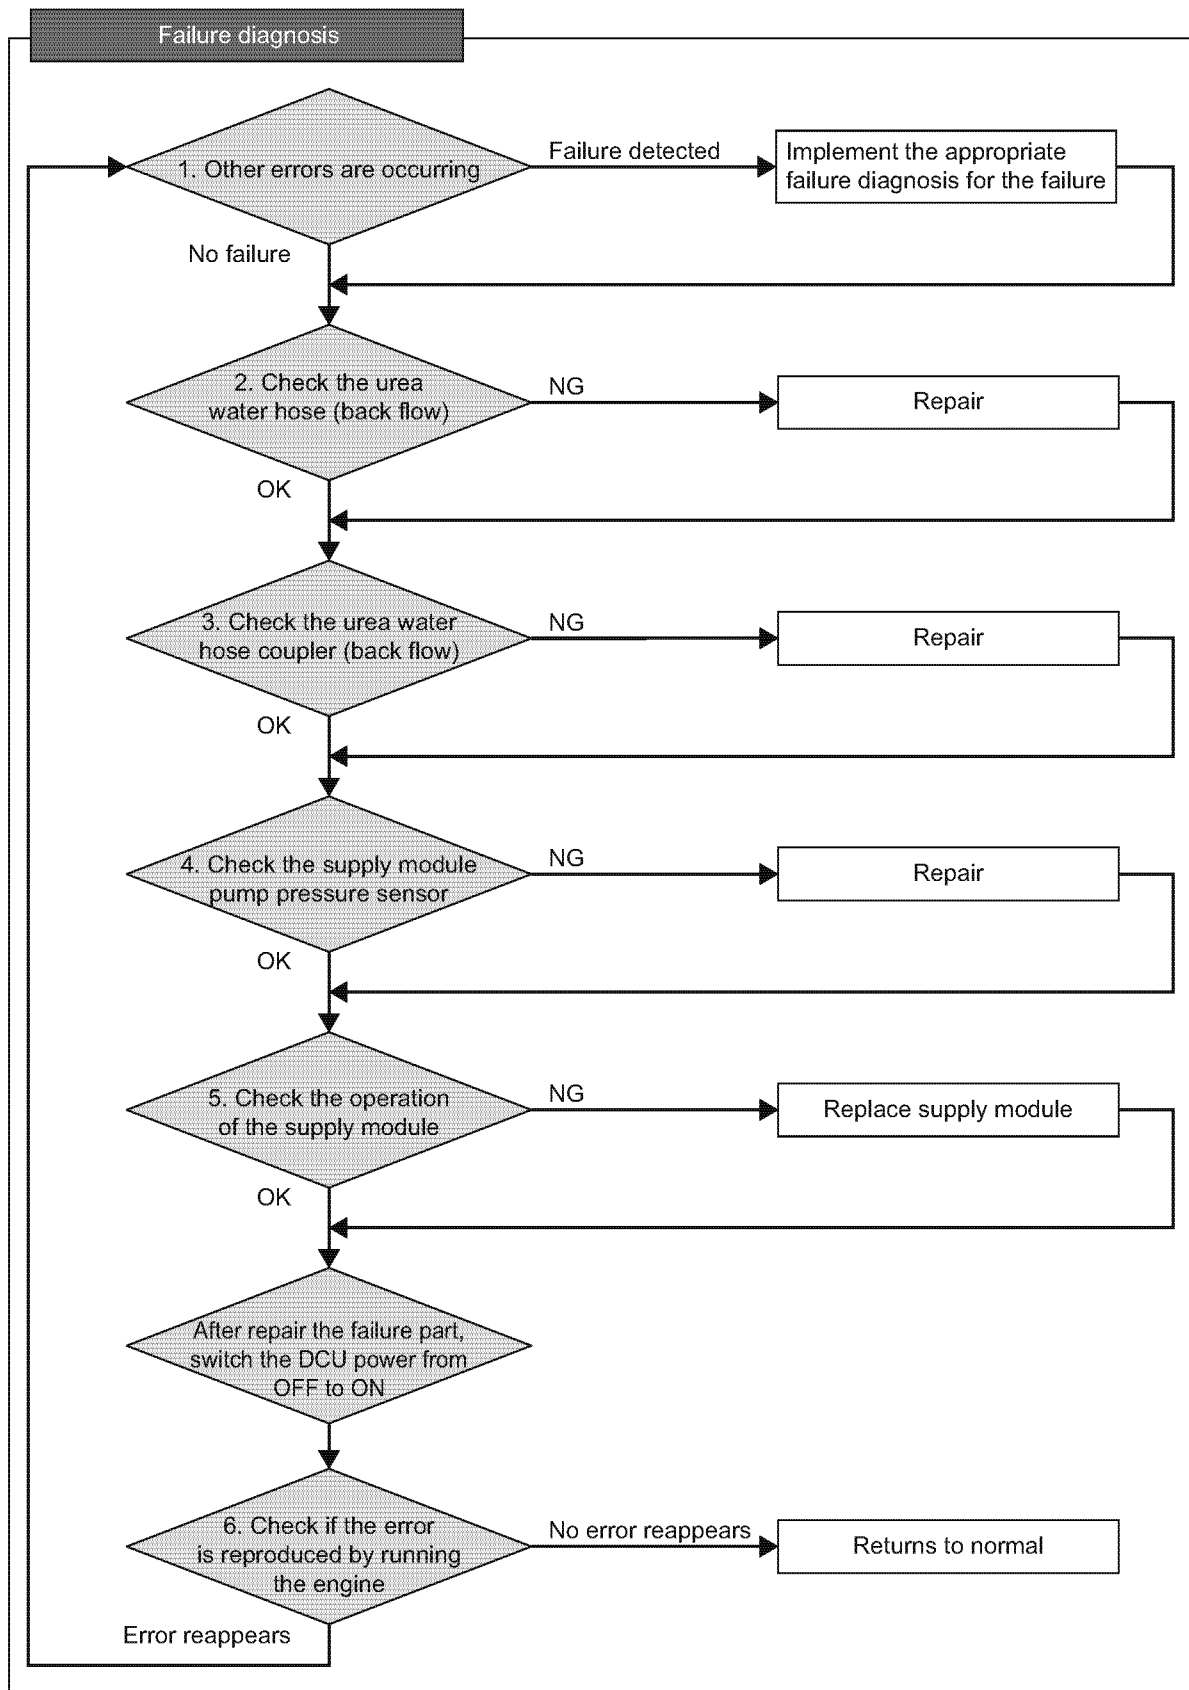 Failure diagnosis
1. Other errors are occurring
Failure detected
Implement the appropriate
failure diagnosis for the failure
No failure
2. Check the urea
water hose (back flow)
NG
Repair
OK
3. Check the urea water
hose coupler (back flow)
NG
Repair
OK
4. Check the supply module
pump pressure sensor
NG
Repair
OK
5. Check the operation
of the supply module
NG
Replace supply module
OK
After repair the failure part,
switch the DCU power from
OFF to ON
6. Check if the error
is reproduced by running
the engine
No error reappears
Returns to normal
Error reappears